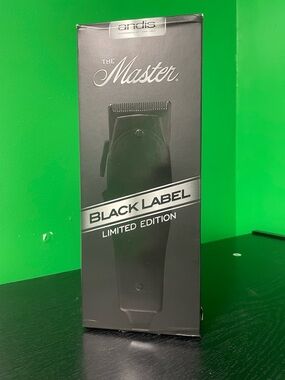 andis
THE
Master
BLACK LABEL
LIMITED EDITION